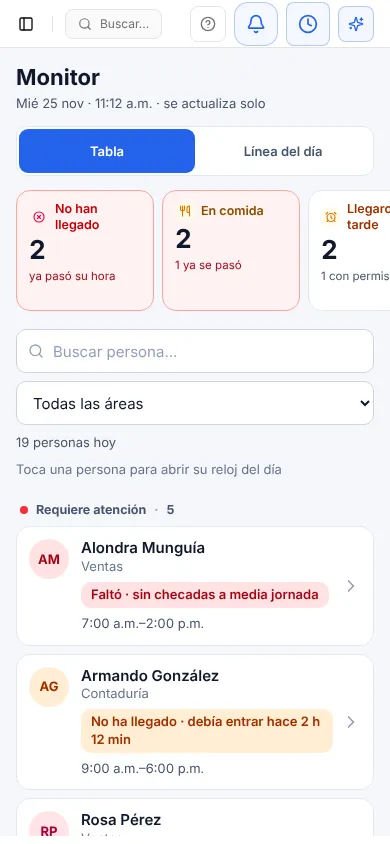 Buscar...
Monitor
Mié 25 nov · 11:12 a.m. · se actualiza solo
Tabla
Línea del día
No han
llegado
2
ya pasó su hora
En comida
2
1 ya se pasó
tarde
2
1 con
Buscar persona...
Todas las áreas
19 personas hoy
Toca una persona para abrir su reloj del día
Requiere atención · 5
AM
Alondra Munguía
Ventas
Faltó · sin checadas a media jornada
7:00 a.m.–2:00 p.m.
AG
Armando González
Contaduría
No ha llegado · debía entrar hace 2 h
12 min
9:00 a.m.–6:00 p.m.
RP
Rosa Pérez